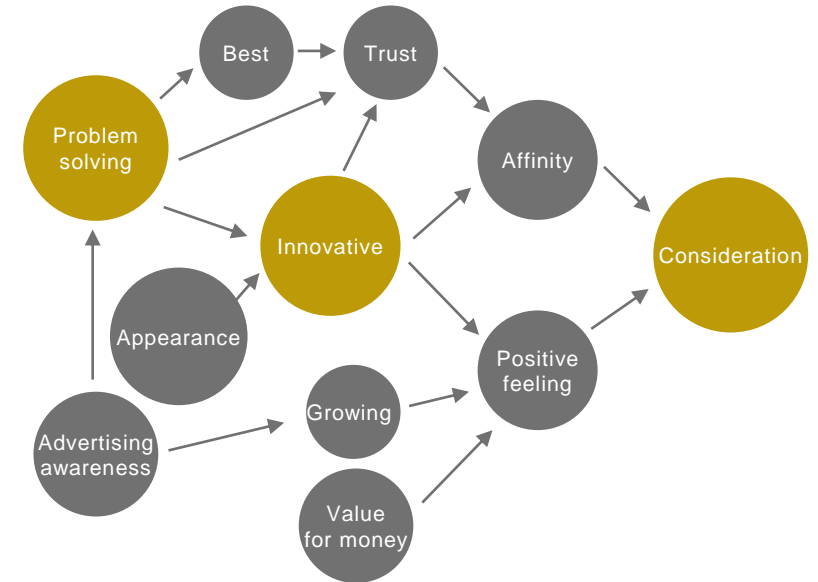 Best
Trust
Problem
solving
Affinity
Innovative
Consideration
Appearance
Positive
feeling
Growing
Advertising
awareness
Value
for money